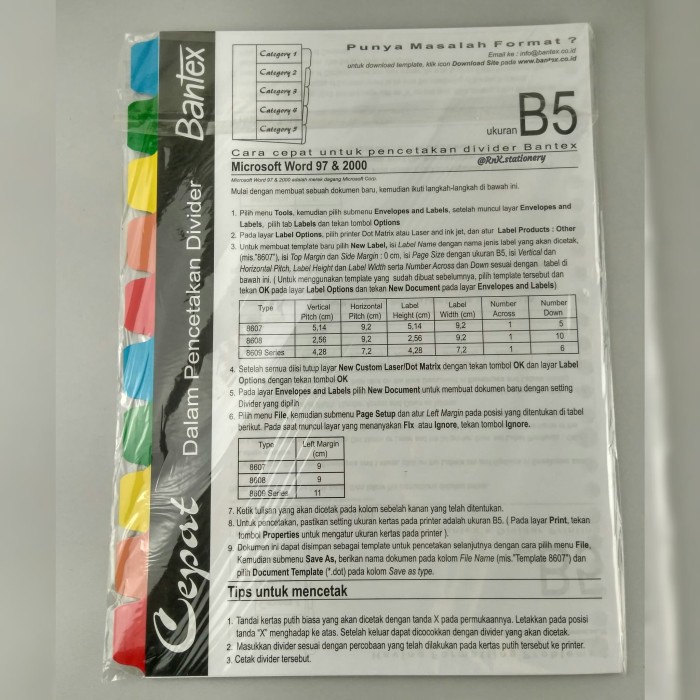 Cepat Dalam Pencetakan Divider Bantex
Category 1
Category 2
Category 3
Category 4
Category 5
Punya Masalah Format ?
Email ke : info@bantex.co.id
untuk download template, klik icon Download Site pada www.bantex.co.id
ukuran B5
Cara cepat untuk pencetakan divider Bantex
Microsoft Word 97 & 2000
@RnX.stationery
Microsoft Word 97 & 2000 adalah merek dagang Microsoft Corp.
Mulai dengan membuat sebuah dokumen baru, kemudian ikuti langkah-langkah di bawah ini.
1. Pilih menu Tools, kemudian pilih submenu Envelopes and Labels, setelah muncul layar Envelopes and
Labels, pilih tab Labels dan tekan tombol Options
2. Pada layar Label Options, pilih printer Dot Matrix atau Laser and ink jet, dan atur Label Products : Other
3. Untuk membuat template baru pilih New Label, isi Label Name dengan nama jenis label yang akan dicetak,
(mis."8607"), isi Top Margin dan Side Margin : 0 cm, isi Page Size dengan ukuran B5, isi Vertical dan
Horizontal Pitch, Label Height dan Label Width serta Number Across dan Down sesuai dengan tabel di
bawah ini. ( Untuk menggunakan template yang sudah dibuat sebelumnya, pilih template tersebut dan
tekan OK pada layar Label Options dan tekan New Document pada layar Envelopes and Labels)
Type Vertical Pitch (cm) Horizontal Pitch (cm) Label Height (cm) Label Width (cm) Number Across Number Down
8607 5,14 9,2 5,14 9,2 1 5
8608 2,56 9,2 2,56 9,2 1 10
8609 Series 4,28 7,2 4,28 7,2 1 6
4. Setelah semua diisi tutup layar New Custom Laser/Dot Matrix dengan tekan tombol OK dan layar Label
Options dengan tekan tombol OK
5. Pada layar Envelopes and Labels pilih New Document untuk membuat dokumen baru dengan setting
Divider yang dipilih
6. Pilih menu File, kemudian submenu Page Setup dan atur Left Margin pada posisi yang ditentukan di tabel
berikut. Pada saat muncul layar yang menanyakan Fix atau Ignore, tekan tombol Ignore.
Type Left Margin (cm)
8607 9
8608 9
8609 Series 11
7. Ketik tulisan yang akan dicetak pada kolom sebelah kanan yang telah ditentukan.
8. Untuk pencetakan, pastikan setting ukuran kertas pada printer adalah ukuran B5. ( Pada layar Print, tekan
tombol Properties untuk mengatur ukuran kertas pada printer ).
9. Dokumen ini dapat disimpan sebagai template untuk pencetakan selanjutnya dengan cara pilih menu File,
Kemudian submenu Save As, berikan nama dokumen pada kolom File Name (mis."Template 8607") dan
pilih Document Template (*.dot) pada kolom Save as type.
Tips untuk mencetak
1. Tandai kertas putih biasa yang akan dicetak dengan tanda X pada permukaannya. Letakkan pada posisi
tanda "X" menghadap ke atas. Setelah keluar dapat dicocokkan dengan divider yang akan dicetak.
2. Masukkan divider sesuai dengan percobaan yang telah dilakukan pada kertas putih tersebut ke printer.
3. Cetak divider tersebut.